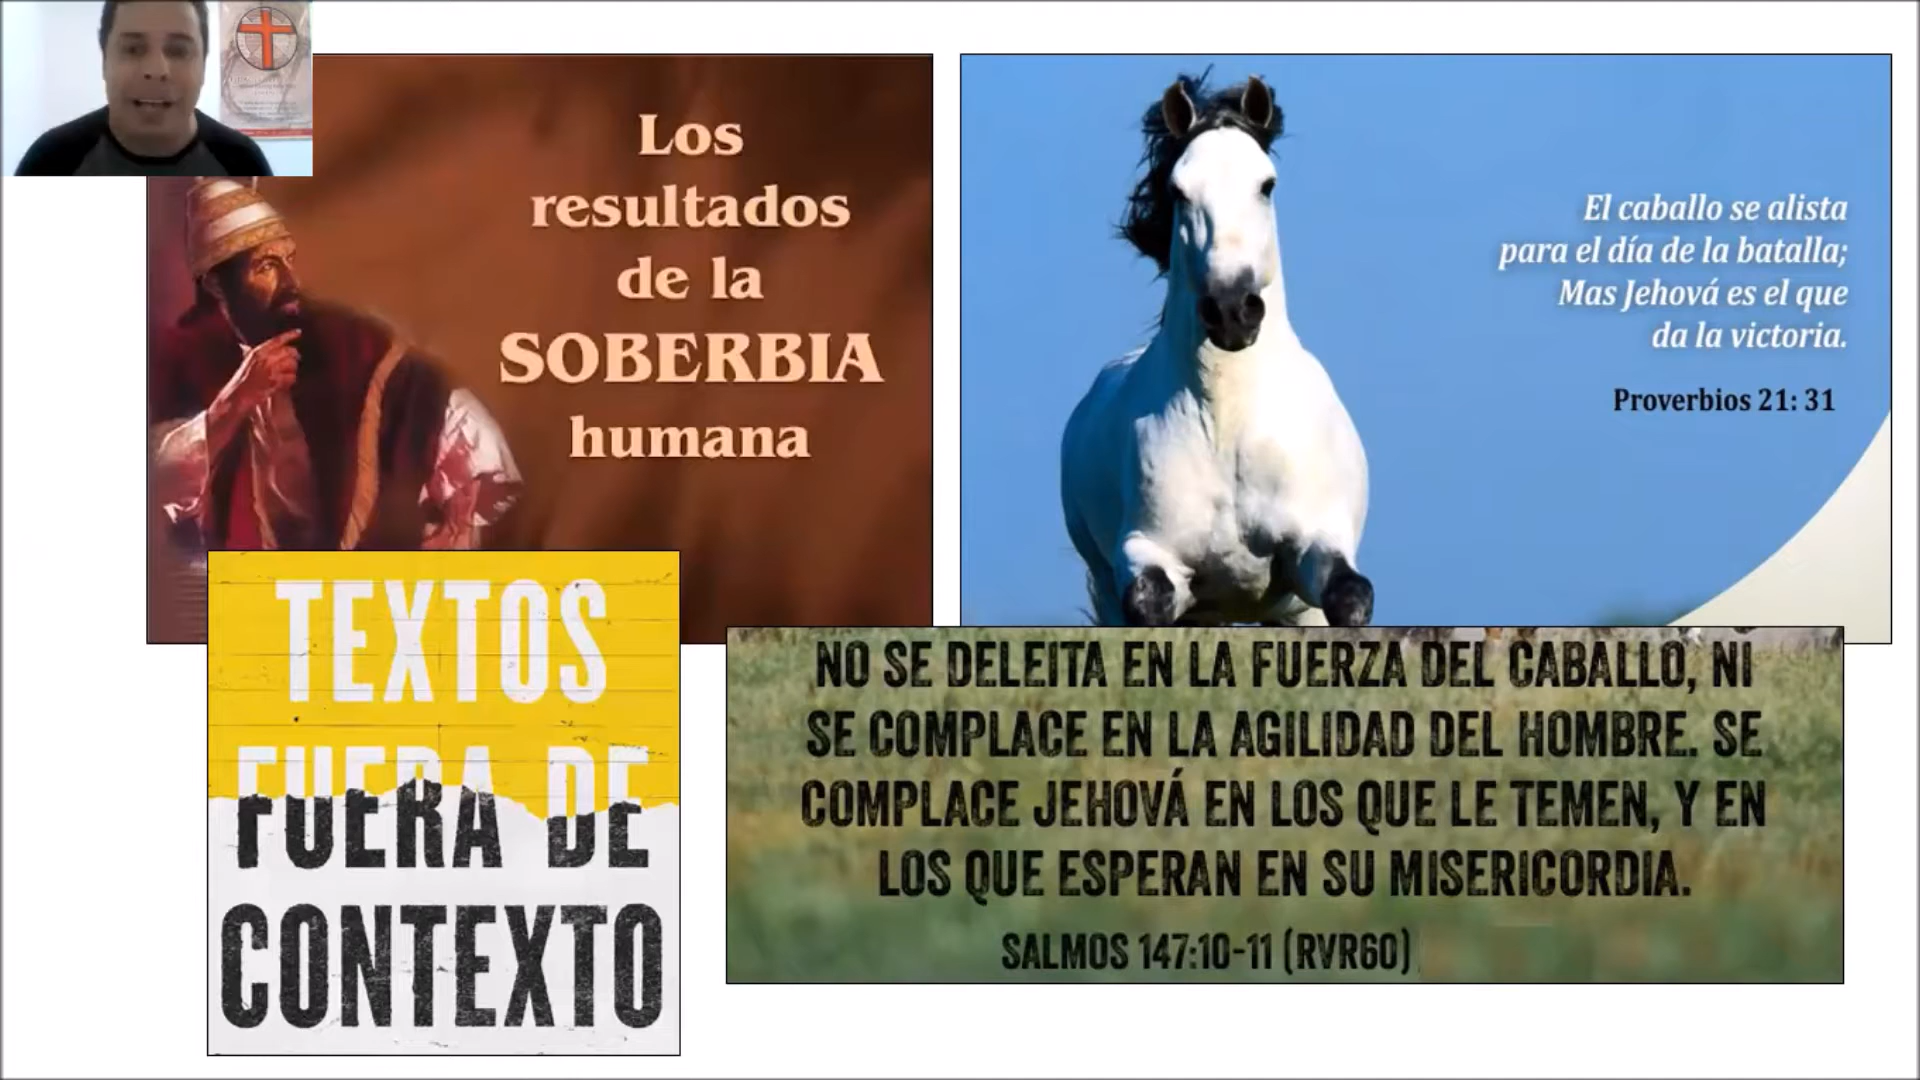 Los
resultados
de la
SOBERBIA
humana
El caballo se alista
para el día de la batalla;
Mas Jehová es el que
da la victoria.
Proverbios 21: 31
TEXTOS
FUERA DE
CONTEXTO
NO SE DELEITA EN LA FUERZA DEL CABALLO, NI
SE COMPLACE EN LA AGILIDAD DEL HOMBRE. SE
COMPLACE JEHOVÁ EN LOS QUE LE TEMEN, Y EN
LOS QUE ESPERAN EN SU MISERICORDIA.
SALMOS 147:10-11 (RVR60)